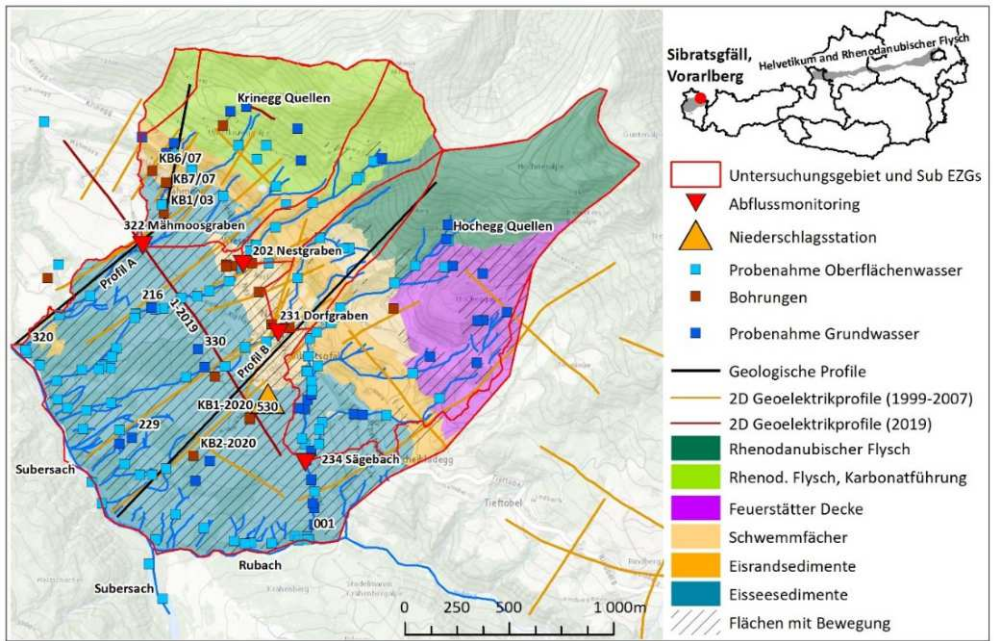 Krinegg Quellen
KB6/07
KB7/07
KB1/03
322 Mähmoosgraben
Hochegg Quellen
202 Nestgraben
Profil A
216
1-2019
231 Dorfgraben
320
330
Profil B
KB1-2020
530
229
KB2-2020
Subersach
234 Sägebach
Tieftobel
001
Rubach
Subersach
Krähenberg
0 250 500 1 000m
Sibratsgfäll,
Vorarlberg
Helvetikum and Rhenodanubischer Flysch
Untersuchungsgebiet und Sub EZGs
Abflussmonitoring
Niederschlagsstation
Probenahme Oberflächenwasser
Bohrungen
Probenahme Grundwasser
Geologische Profile
2D Geoelektrikprofile (1999-2007)
2D Geoelektrikprofile (2019)
Rhenodanubischer Flysch
Rhenod. Flysch, Karbonatführung
Feuerstätter Decke
Schwemmfächer
Eisrandsedimente
Eisseesedimente
Flächen mit Bewegung